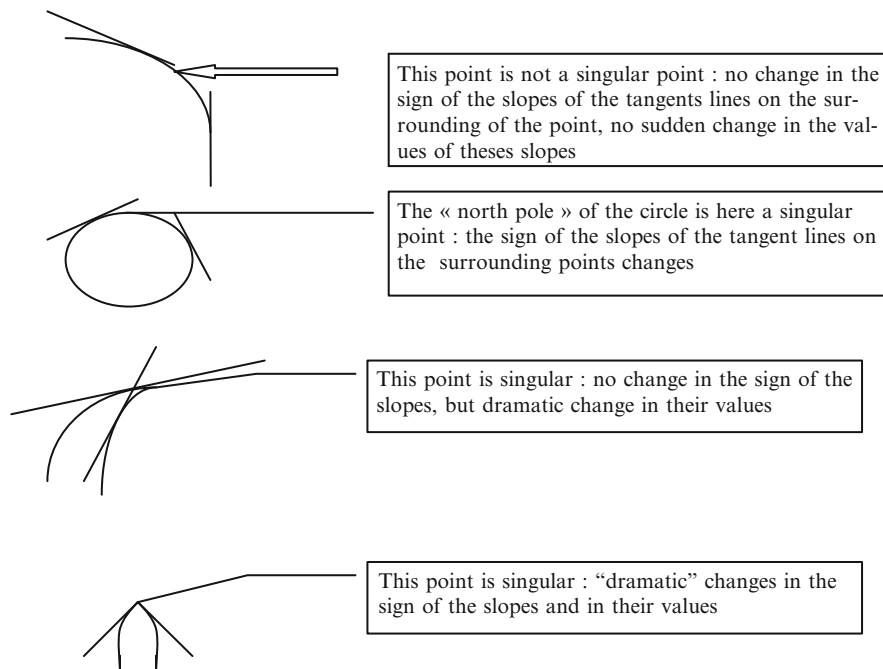 This point is not a singular point : no change in the
sign of the slopes of the tangents lines on the sur-
rounding of the point, no sudden change in the val-
ues of theses slopes
The « north pole » of the circle is here a singular
point : the sign of the slopes of the tangent lines on
the surrounding points changes
This point is singular : no change in the sign of the
slopes, but dramatic change in their values
This point is singular : “dramatic” changes in the
sign of the slopes and in their values